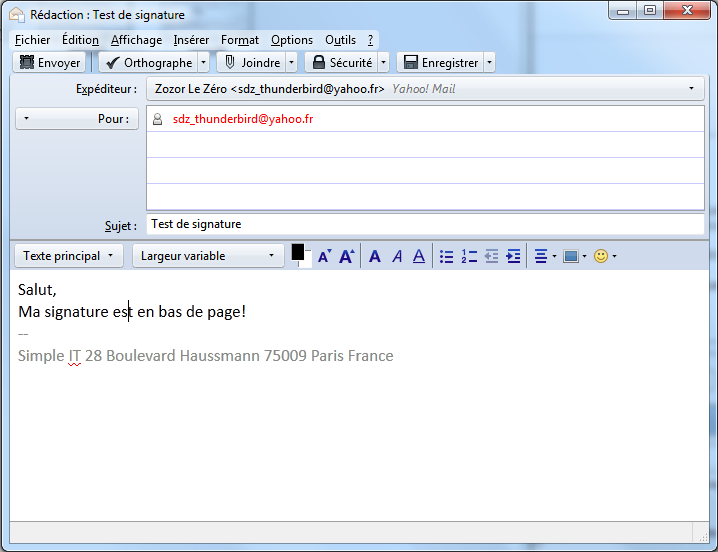 Rédaction : Test de signature
Fichier Édition Affichage Insérer Format Options Outils ?
Envoyer Orthographe Joindre Sécurité Enregistrer
Expéditeur : Zozor Le Zéro <sdz_thunderbird@yahoo.fr> Yahoo! Mail
Pour : sdz_thunderbird@yahoo.fr
Sujet : Test de signature
Texte principal Largeur variable A A A A A
Salut,
Ma signature est en bas de page!
--
Simple IT 28 Boulevard Haussmann 75009 Paris France